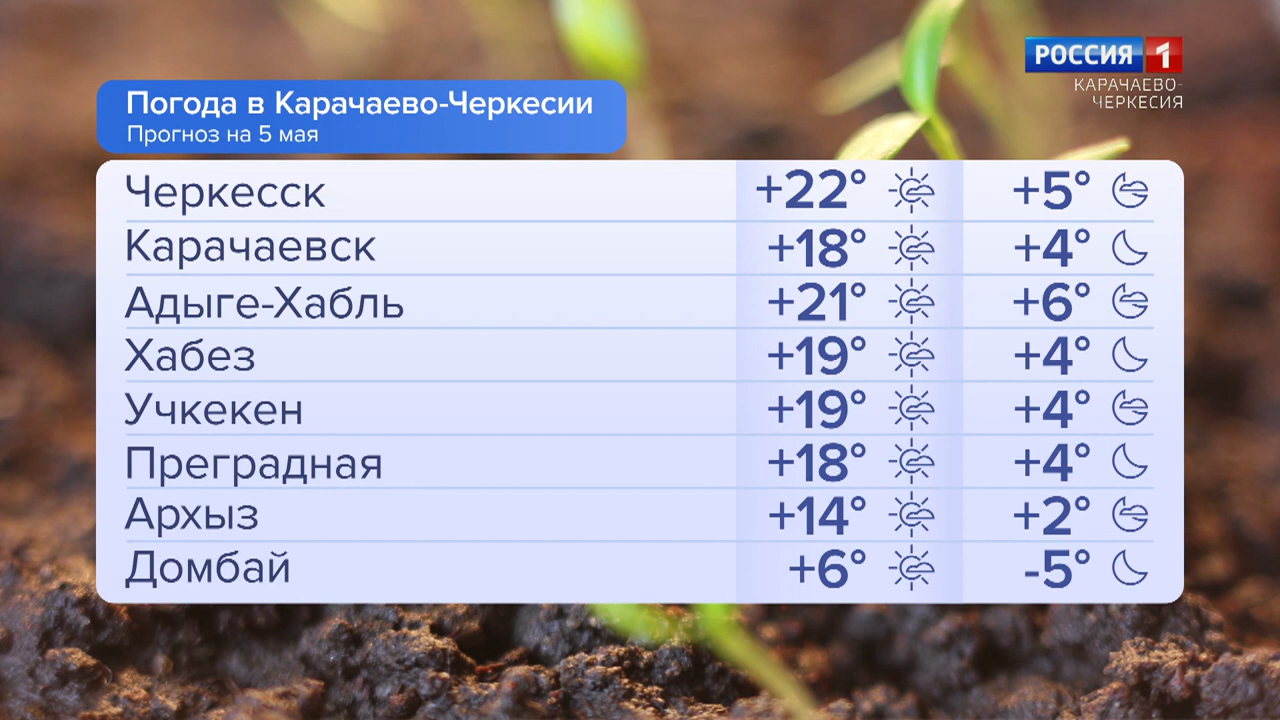 РОССИЯ 1
КАРАЧАЕВО-
ЧЕРКЕСИЯ
Погода в Карачаево-Черкесии
Прогноз на 5 мая
Черкесск +22° +5°
Карачаевск +18° +4°
Адыге-Хабль +21° +6°
Хабез +19° +4°
Учкекен +19° +4°
Преградная +18° +4°
Архыз +14° +2°
Домбай +6° -5°